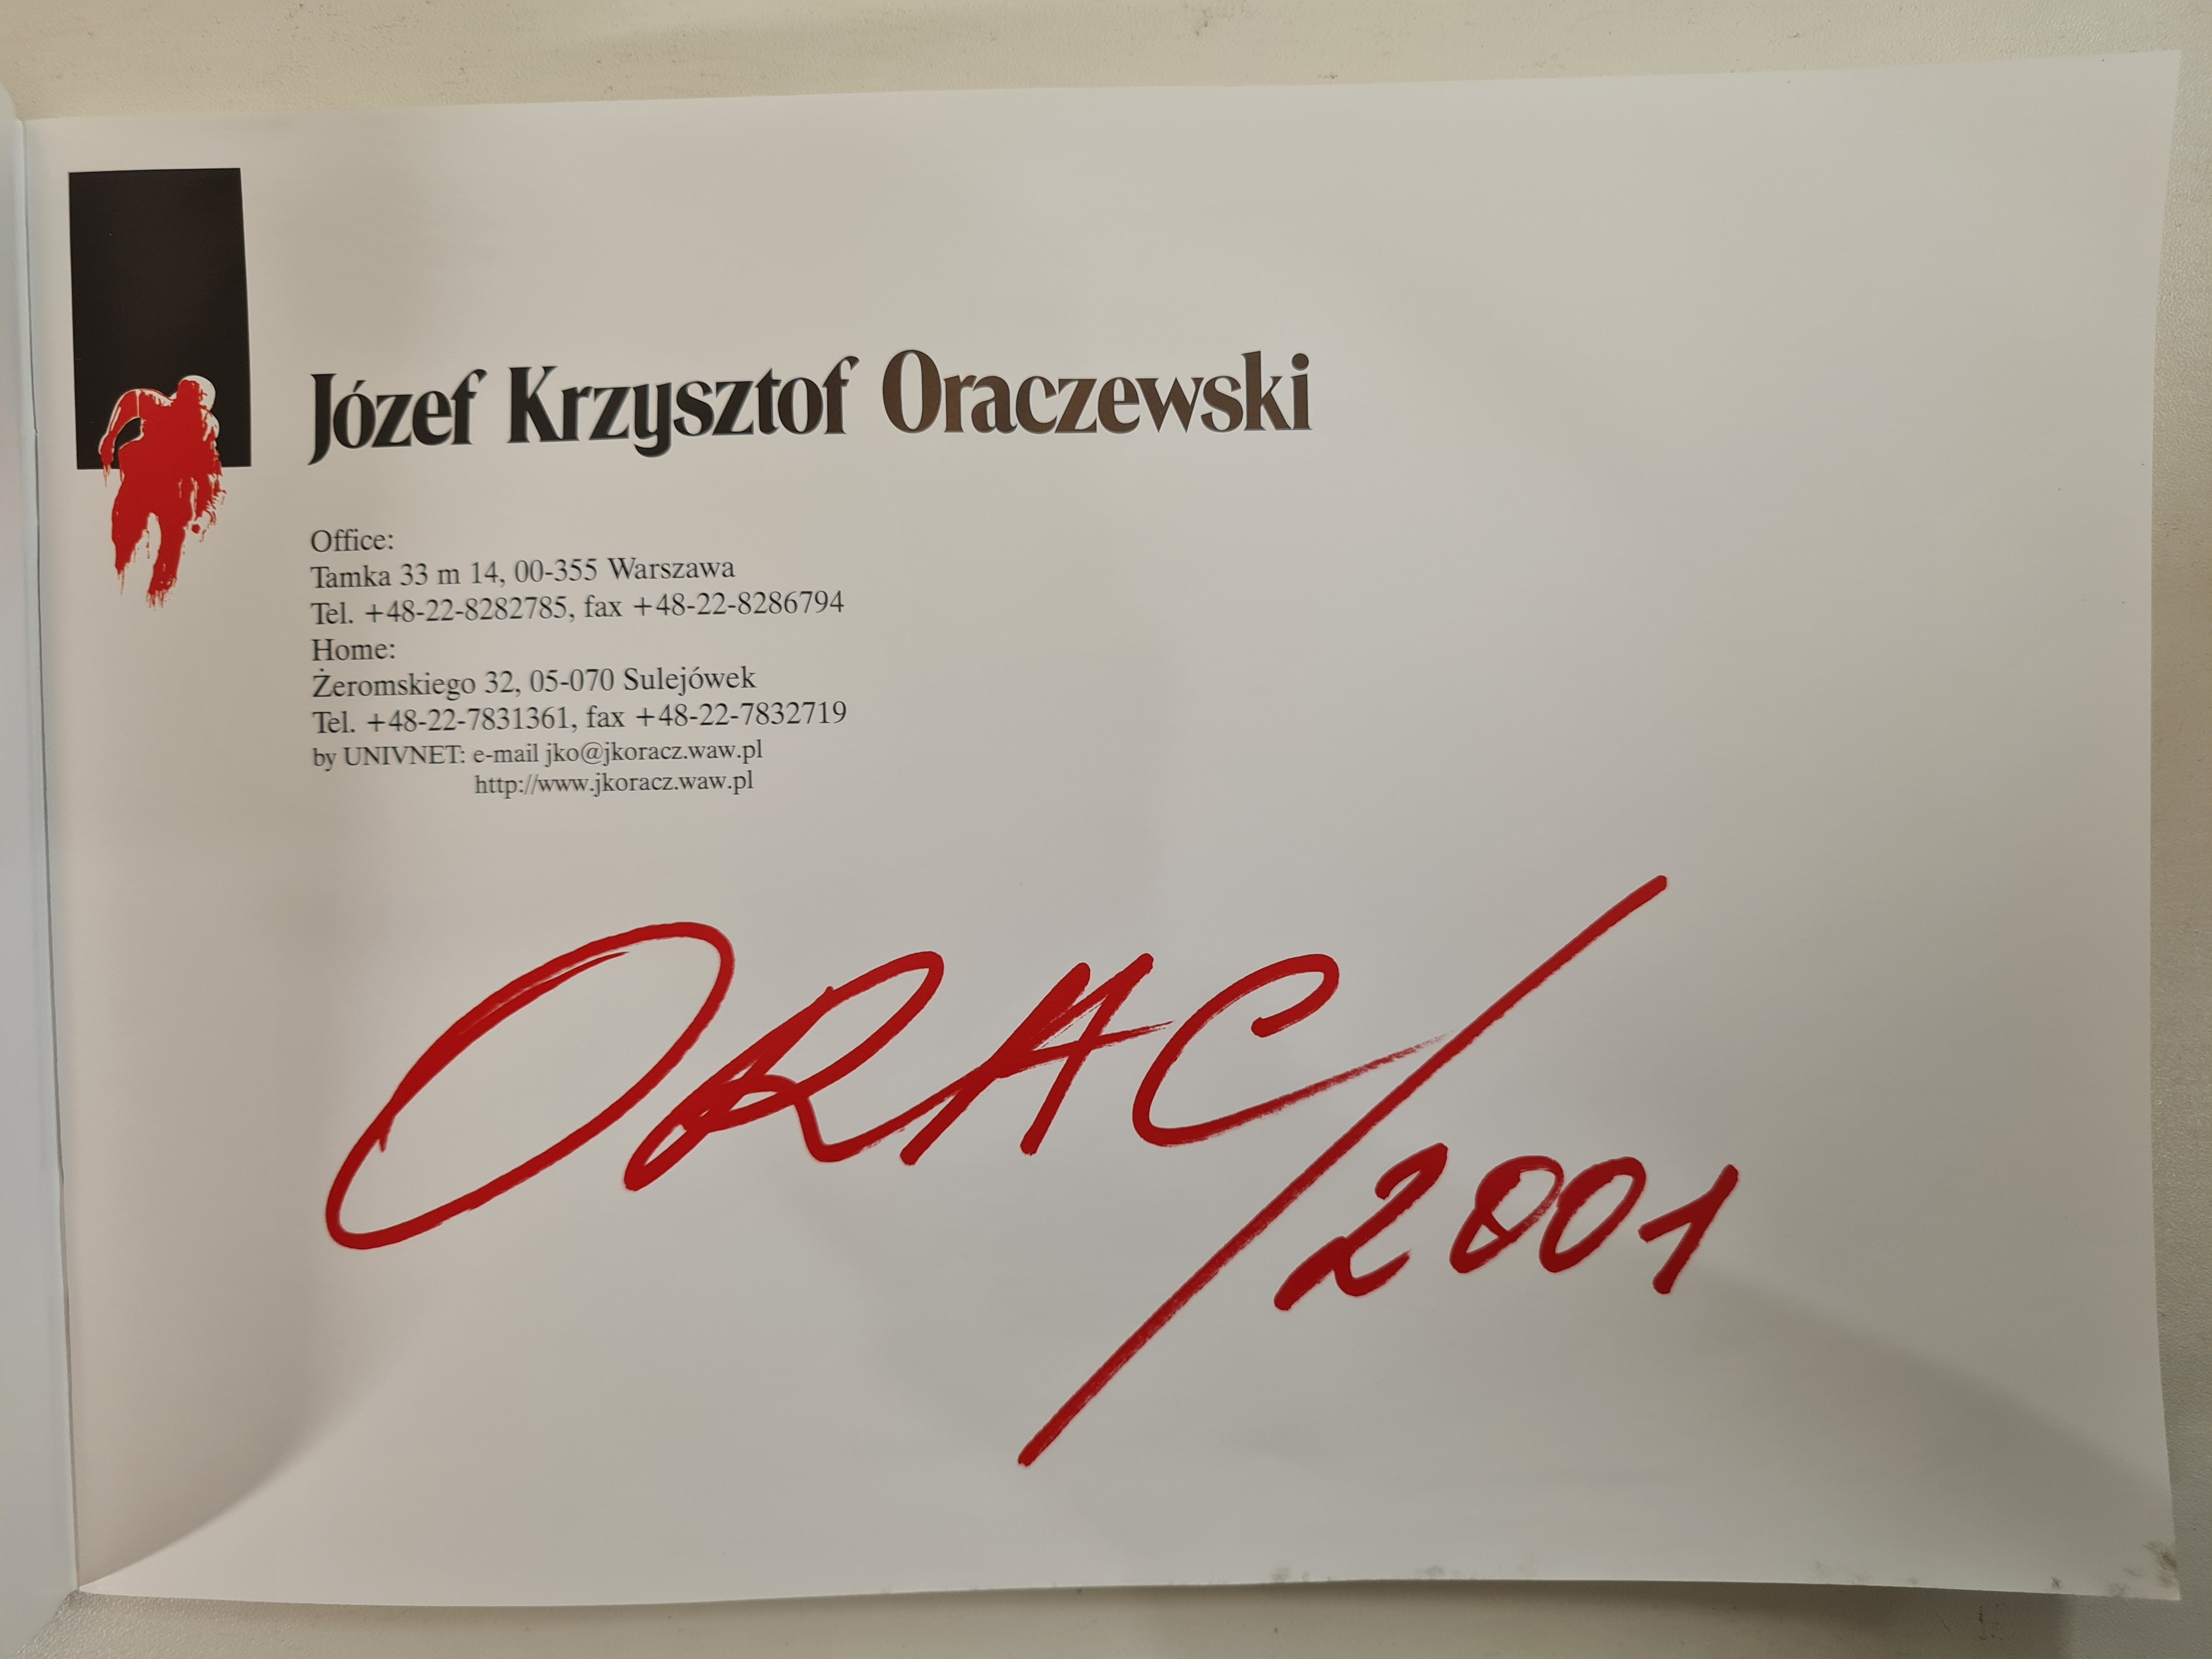 Józef Krzysztof Oraczewski
Office:
Tamka 33 m 14, 00-355 Warszawa
Tel. +48-22-8282785, fax +48-22-8286794
Home:
Żeromskiego 32, 05-070 Sulejówek
Tel. +48-22-7831361, fax +48-22-7832719
by UNIVNET: e-mail jko@jkoracz.waw.pl
http://www.jkoracz.waw.pl
ORAC/2001